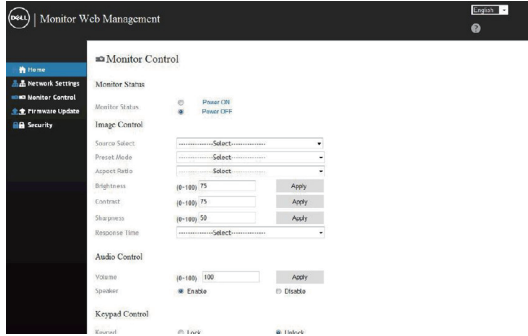 DELL | Monitor Web Management
English
?
Home
Network Settings
Monitor Control
Firmware Update
Security
Monitor Control
Monitor Status
Monitor Status Power ON
Power OFF
Image Control
Source Select ---------------Select---------------
Preset Mode ---------------Select---------------
Aspect Ratio ---------------Select---------------
Brightness (0~100) 75 Apply
Contrast (0~100) 75 Apply
Sharpness (0~100) 50 Apply
Response Time ---------------Select---------------
Audio Control
Volume (0~100) 100 Apply
Speaker Enable Disable
Keypad Control
Keypad Lock Unlock